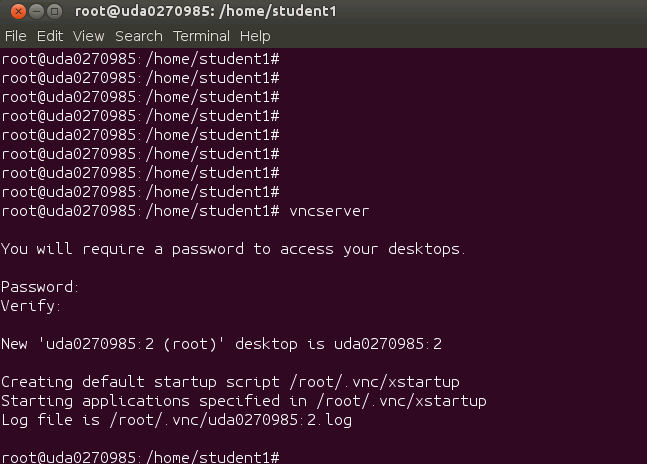 root@uda0270985: /home/student1
File Edit View Search Terminal Help
root@uda0270985:/home/student1#
root@uda0270985:/home/student1#
root@uda0270985:/home/student1#
root@uda0270985:/home/student1#
root@uda0270985:/home/student1#
root@uda0270985:/home/student1#
root@uda0270985:/home/student1#
root@uda0270985:/home/student1#
root@uda0270985:/home/student1# vncserver
You will require a password to access your desktops.
Password:
Verify:
New 'uda0270985:2 (root)' desktop is uda0270985:2
Creating default startup script /root/.vnc/xstartup
Starting applications specified in /root/.vnc/xstartup
Log file is /root/.vnc/uda0270985:2.log
root@uda0270985:/home/student1#